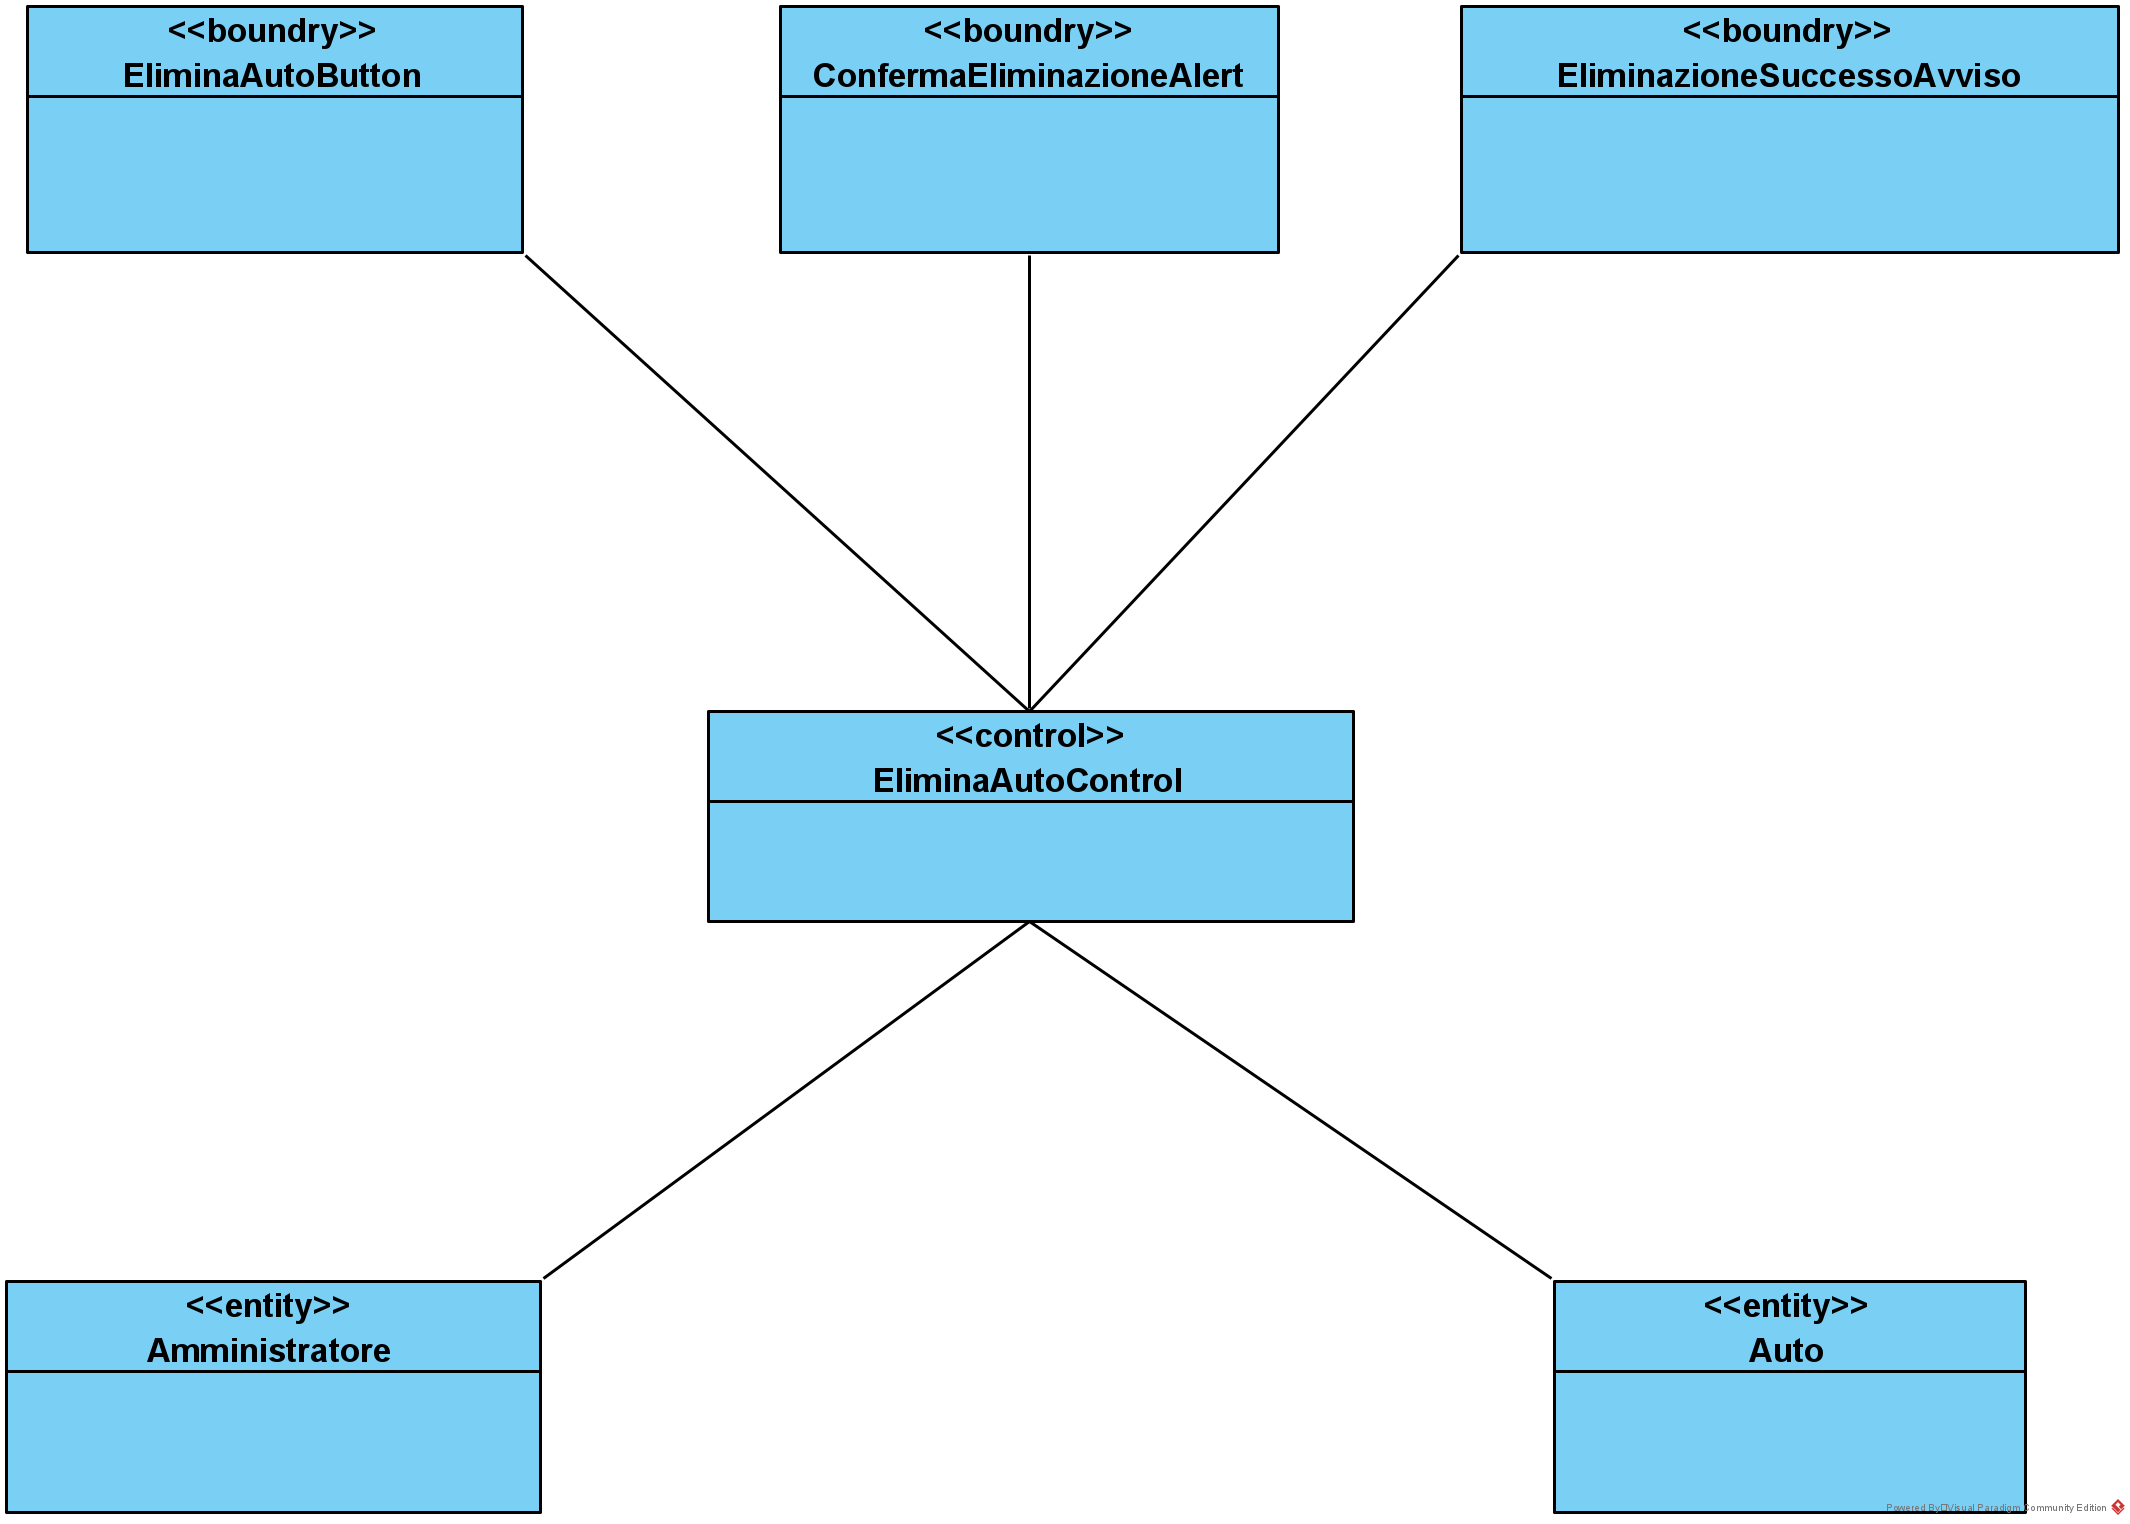 <<boundry>>
EliminaAutoButton
<<boundry>>
ConfermaEliminazioneAlert
<<boundry>>
EliminazioneSuccessoAvviso
<<control>>
EliminaAutoControl
<<entity>>
Amministratore
<<entity>>
Auto
Powered By□Visual Paradigm Community Edition